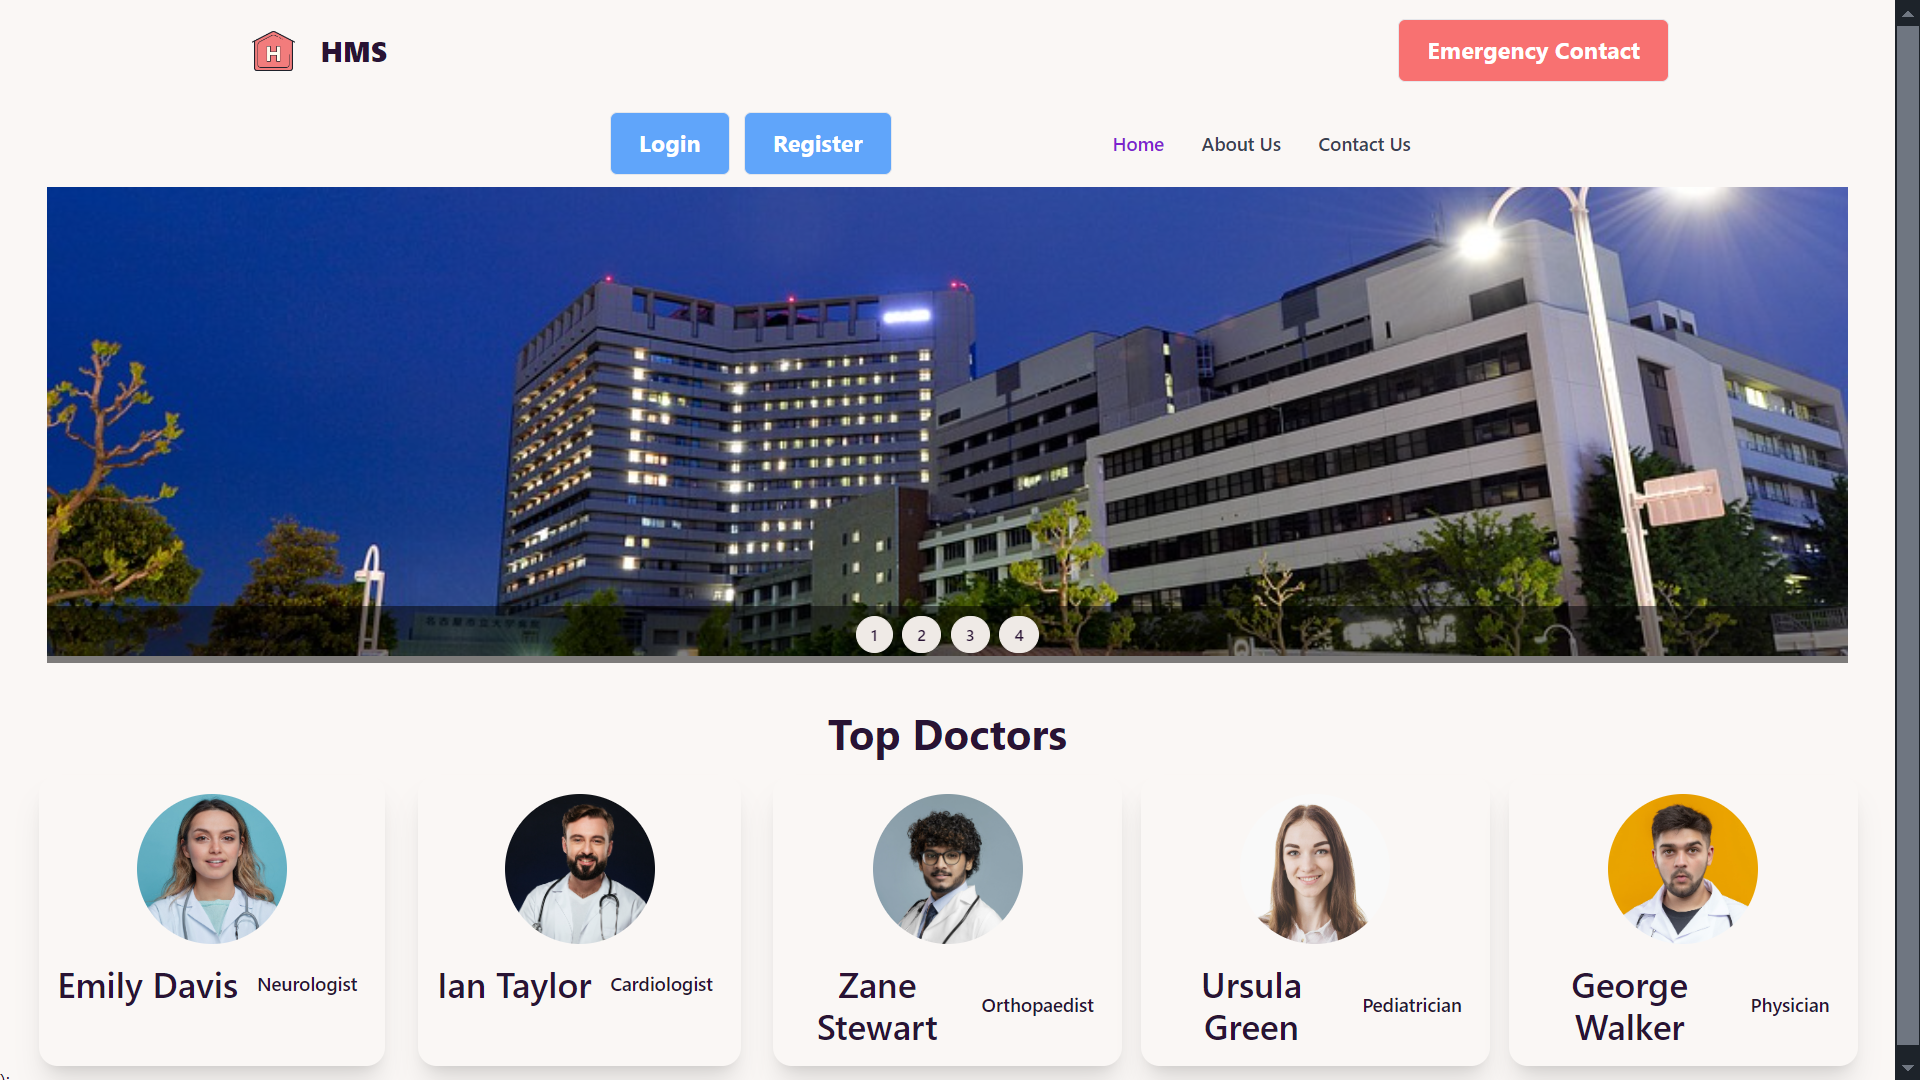 H
HMS
Emergency Contact
Login
Register
Home
About Us
Contact Us
1
2
3
4
Top Doctors
Emily Davis
Neurologist
Ian Taylor
Cardiologist
Zane
Stewart
Orthopaedist
Ursula
Green
Pediatrician
George
Walker
Physician
);